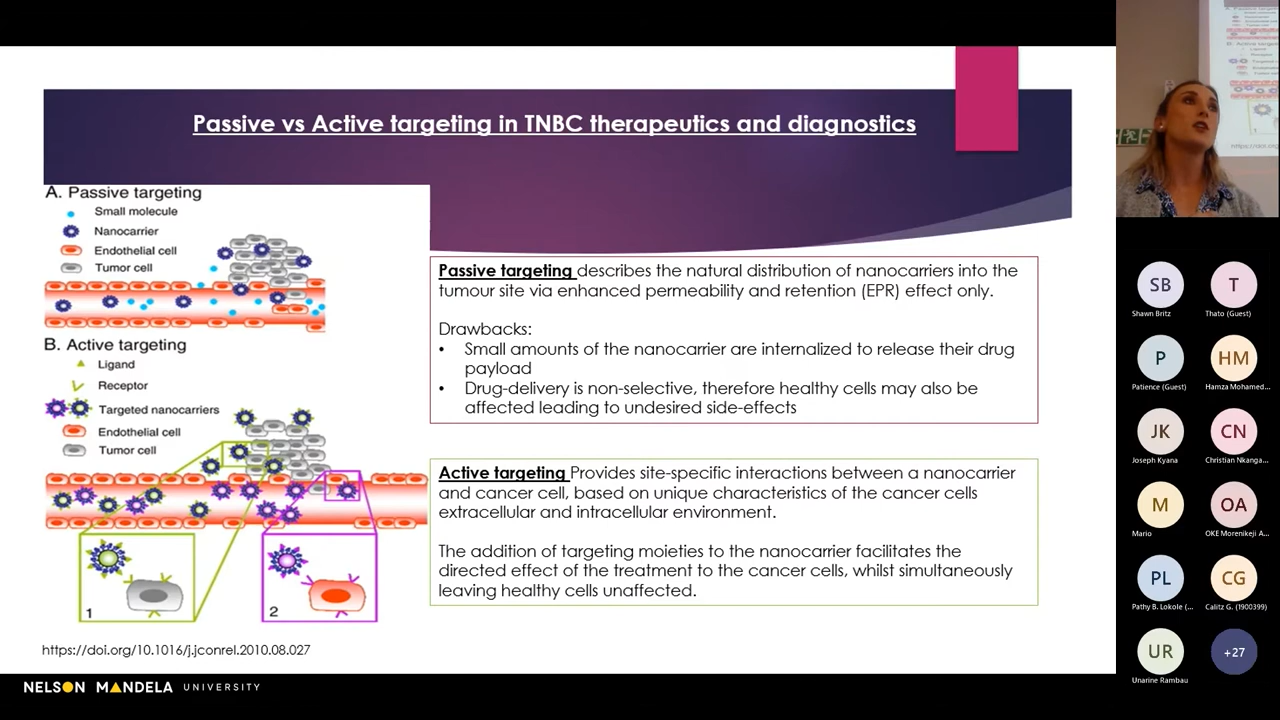 Passive vs Active targeting in TNBC therapeutics and diagnostics
A. Passive targeting
Small molecule
Nanocarrier
Endothelial cell
Tumor cell
B. Active targeting
Ligand
Receptor
Targeted nanocarriers
Endothelial cell
Tumor cell
1
2
https://doi.org/10.1016/j.jconrel.2010.08.027
Passive targeting describes the natural distribution of nanocarriers into the
tumour site via enhanced permeability and retention (EPR) effect only.
Drawbacks:
• Small amounts of the nanocarrier are internalized to release their drug
payload
• Drug-delivery is non-selective, therefore healthy cells may also be
affected leading to undesired side-effects
Active targeting Provides site-specific interactions between a nanocarrier
and cancer cell, based on unique characteristics of the cancer cells
extracellular and intracellular environment.
The addition of targeting moieties to the nanocarrier facilitates the
directed effect of the treatment to the cancer cells, whilst simultaneously
leaving healthy cells unaffected.
NELSON MANDELA UNIVERSITY
SB
Shawn Britz
T
Thato (Guest)
P
Patience (Guest)
HM
Hamza Mohamed...
JK
Joseph Kyana
CN
Christian Nkanga...
M
Mario
OA
OKE Morenikeji A...
PL
Pathy B. Lokole (...
CG
Calitz G. (1900399)
UR
Unarine Rambau
+27